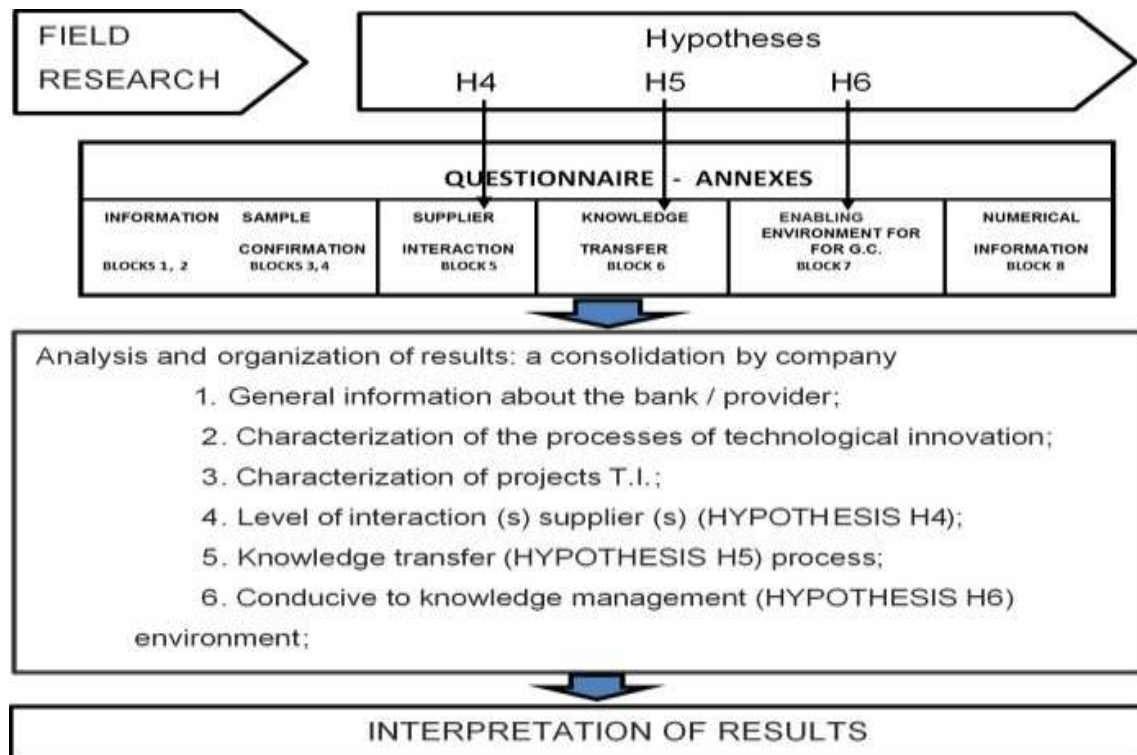 FIELD
RESEARCH
Hypotheses
H4 H5 H6
QUESTIONNAIRE - ANNEXES
INFORMATION
BLOCKS 1, 2
SAMPLE
CONFIRMATION
BLOCKS 3, 4
SUPPLIER
INTERACTION
BLOCK 5
KNOWLEDGE
TRANSFER
BLOCK 6
ENABLING
ENVIRONMENT FOR
FOR G.C.
BLOCK 7
NUMERICAL
INFORMATION
BLOCK 8
Analysis and organization of results: a consolidation by company
1. General information about the bank / provider;
2. Characterization of the processes of technological innovation;
3. Characterization of projects T.I.;
4. Level of interaction (s) supplier (s) (HYPOTHESIS H4);
5. Knowledge transfer (HYPOTHESIS H5) process;
6. Conducive to knowledge management (HYPOTHESIS H6)
environment;
INTERPRETATION OF RESULTS